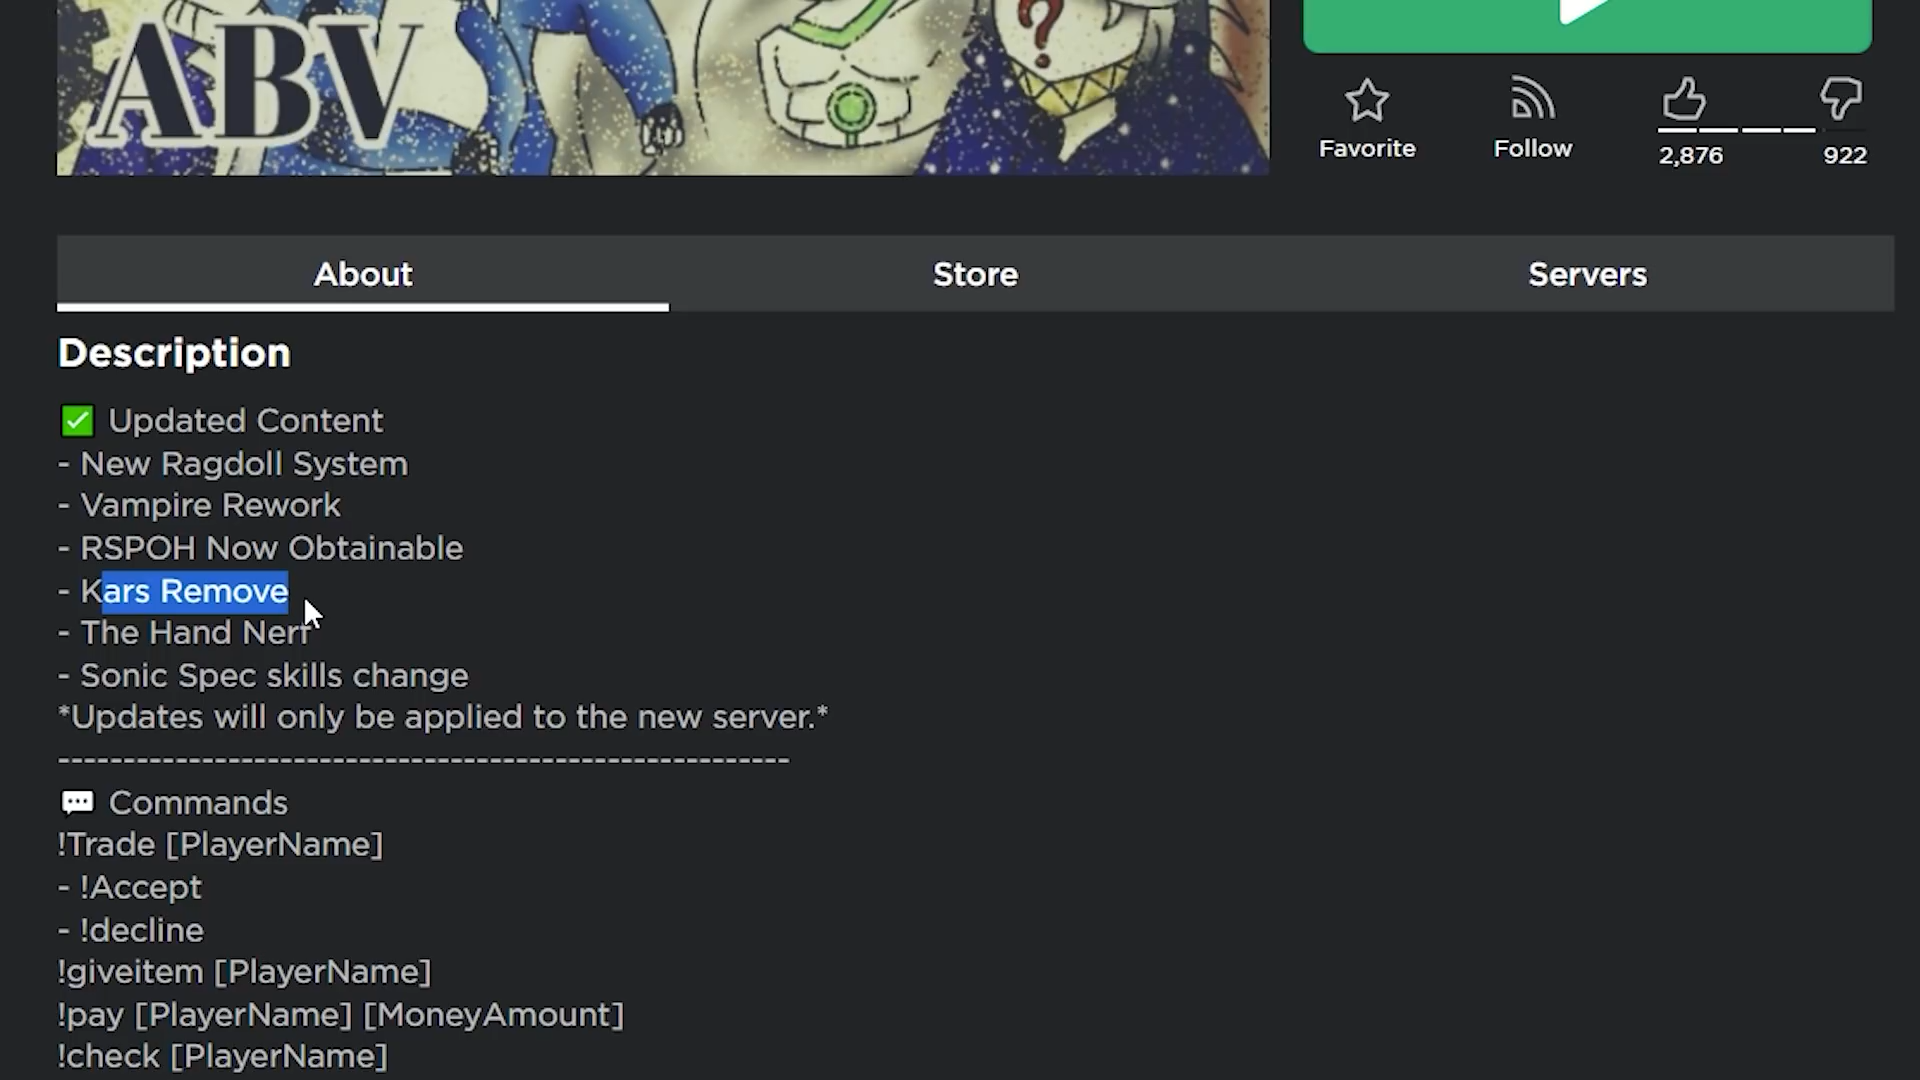 ABV
?
Favorite
Follow
2,876
922
About
Store
Servers
Description
✅ Updated Content
- New Ragdoll System
- Vampire Rework
- RSPOH Now Obtainable
- Kars Remove
- The Hand Nerf
- Sonic Spec skills change
*Updates will only be applied to the new server.*
--------------------------------------------------------
💬 Commands
!Trade [PlayerName]
- !Accept
- !decline
!giveitem [PlayerName]
!pay [PlayerName] [MoneyAmount]
!check [PlayerName]